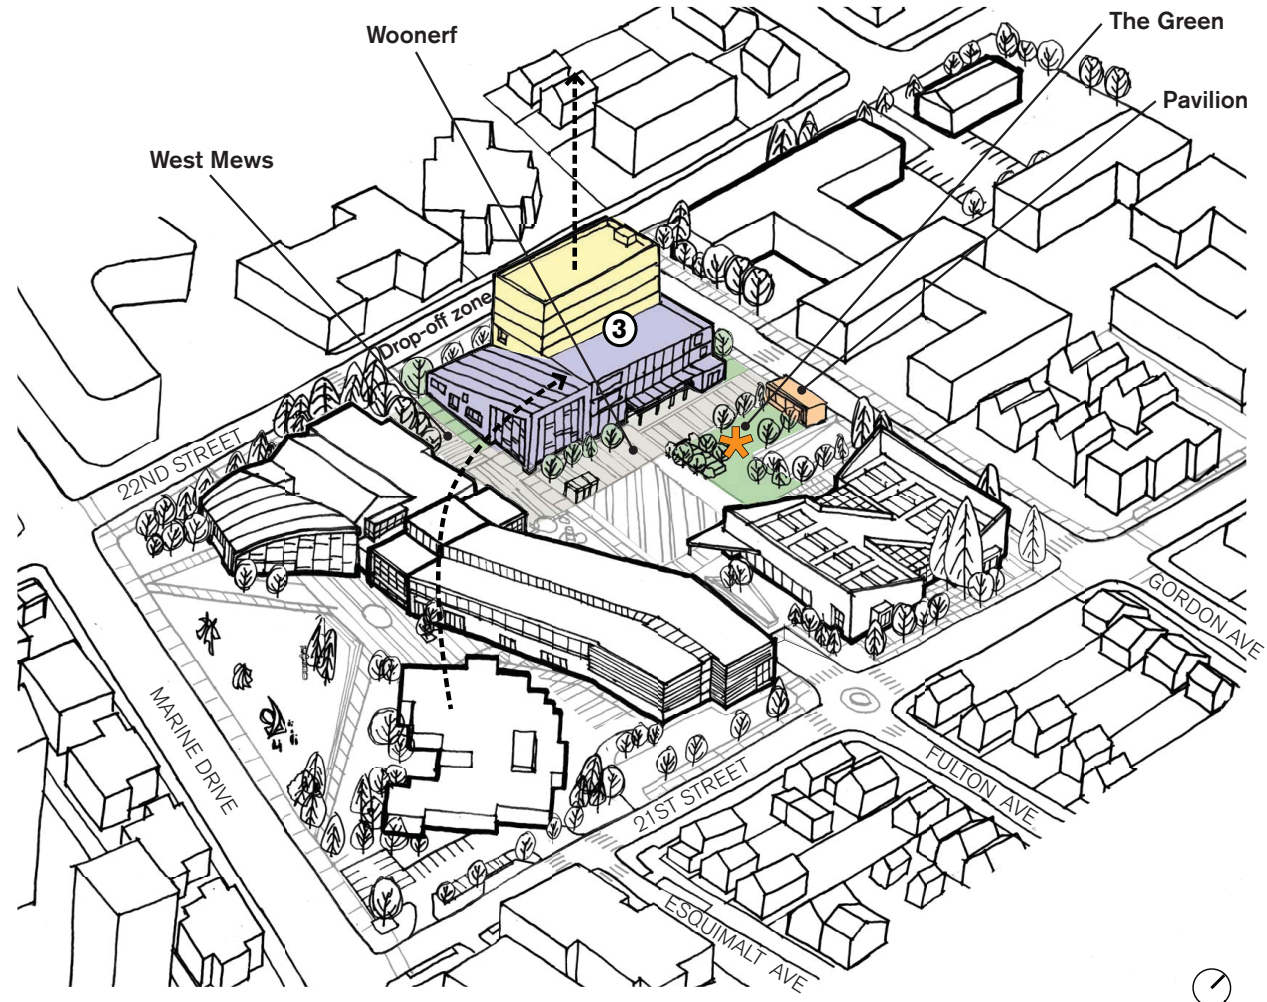 The Green
Woonerf
Pavilion
West Mews
Drop-off zone
3
22ND STREET
GORDON AVE
MARINE DRIVE
FULTON AVE.
21ST STREET
ESQUIMALT AVE